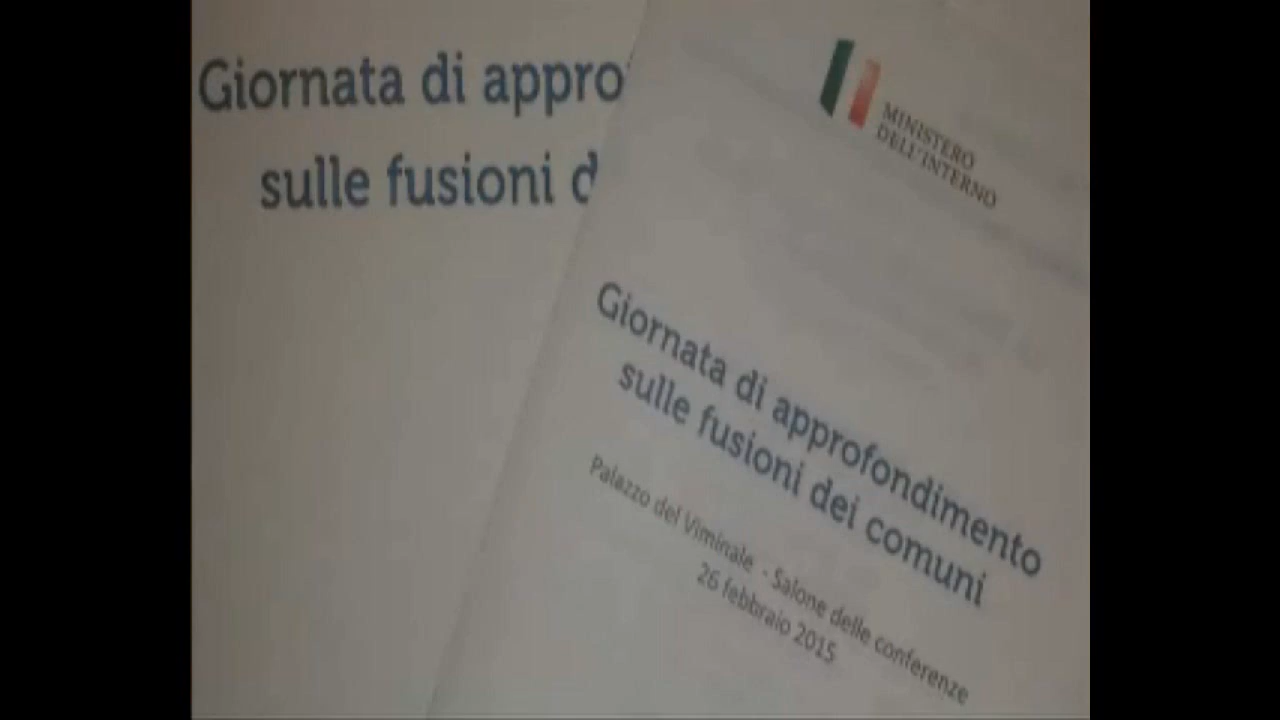 Giornata di appro
sulle fusioni d
MINISTERO
DELL'INTERNO
Giornata di approfondimento
sulle fusioni dei comuni
Palazzo del Viminale - Salone delle conferenze
26 febbraio 2015